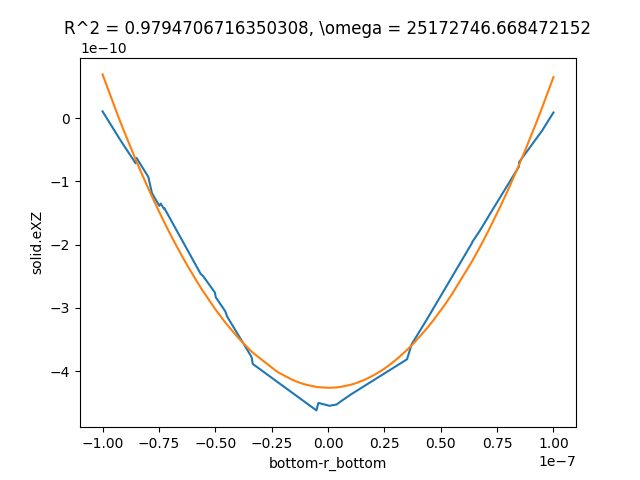 R^2 = 0.9794706716350308, \omega = 25172746.668472152
1e−10
0
−1
−2
−3
−4
solid.eXZ
−1.00 −0.75 −0.50 −0.25 0.00 0.25 0.50 0.75 1.00
1e−7
bottom-r_bottom